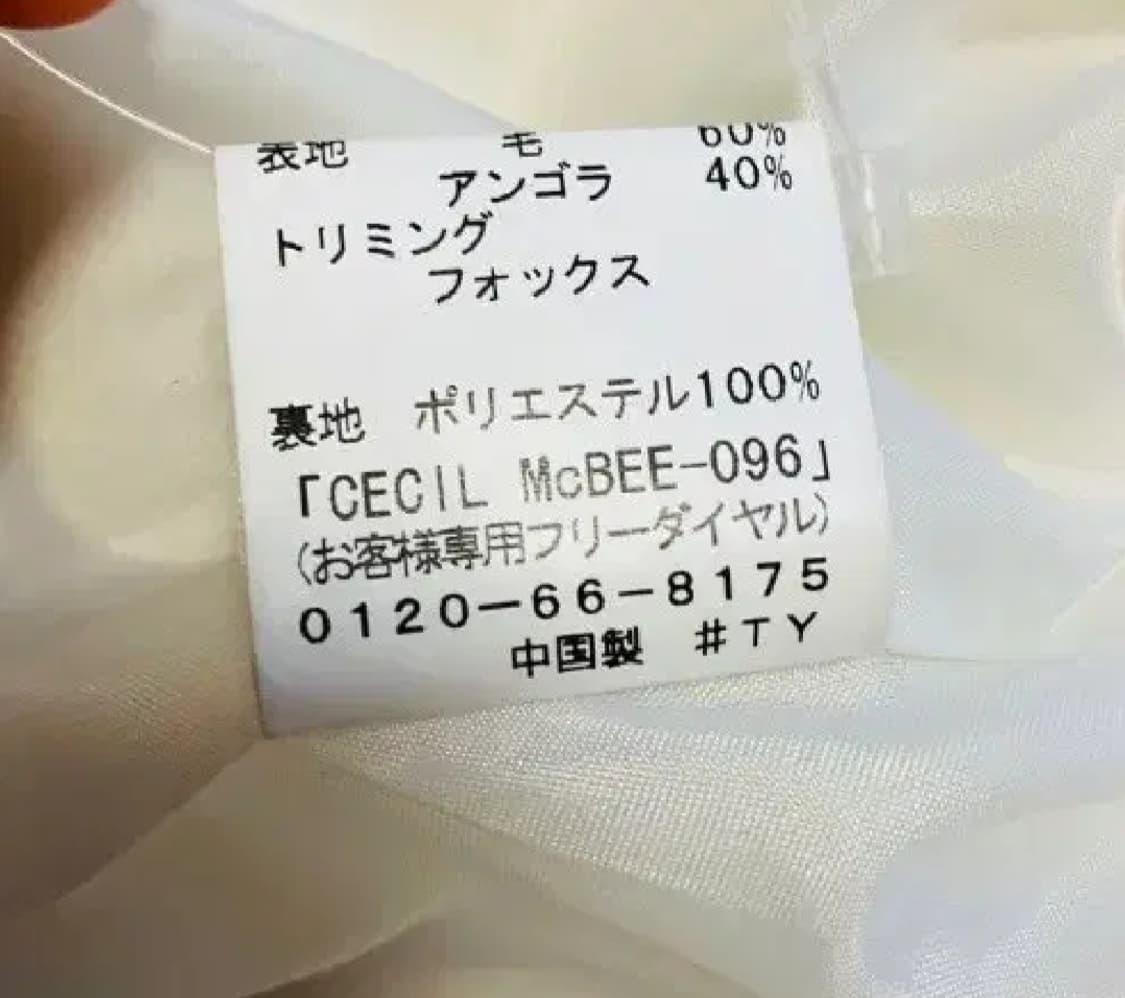 表地 毛 60%
アンゴラ 40%
トリミング
フォックス
裏地 ポリエステル100%
「CECIL McBEE-096」
(お客様専用フリーダイヤル)
0120-66-8175
中国製 #TY